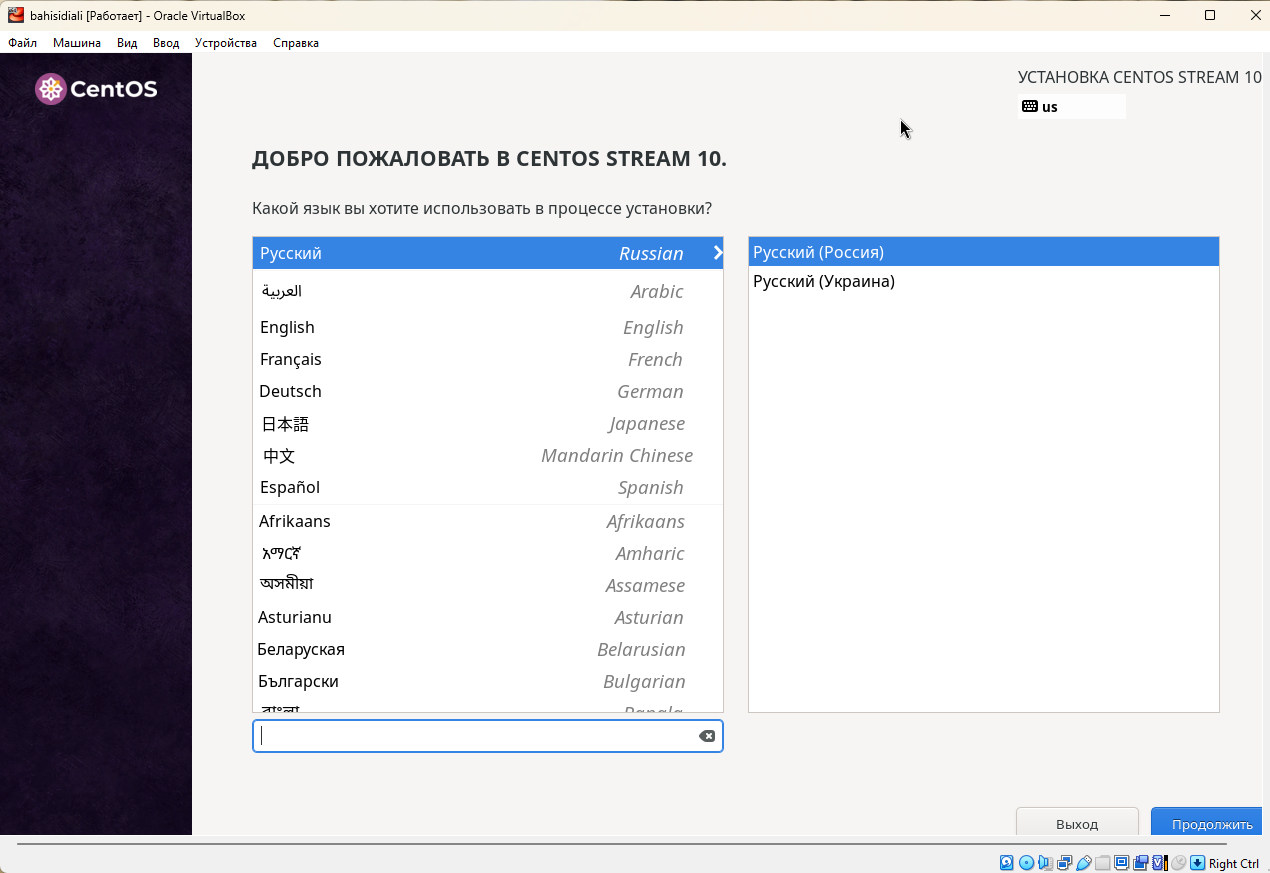 bahisidiali [Работает] - Oracle VirtualBox
Файл Машина Вид Ввод Устройства Справка
CentOS
УСТАНОВКА CENTOS STREAM 10
us
ДОБРО ПОЖАЛОВАТЬ В CENTOS STREAM 10.
Какой язык вы хотите использовать в процессе установки?
Русский Russian
العربية Arabic
English English
Français French
Deutsch German
日本語 Japanese
中文 Mandarin Chinese
Español Spanish
Afrikaans Afrikaans
አማርኛ Amharic
অসমীয়া Assamese
Asturianu Asturian
Беларуская Belarusian
Български Bulgarian
বাংলা Bangla
Русский (Россия)
Русский (Украина)
Выход Продолжить
Right Ctrl